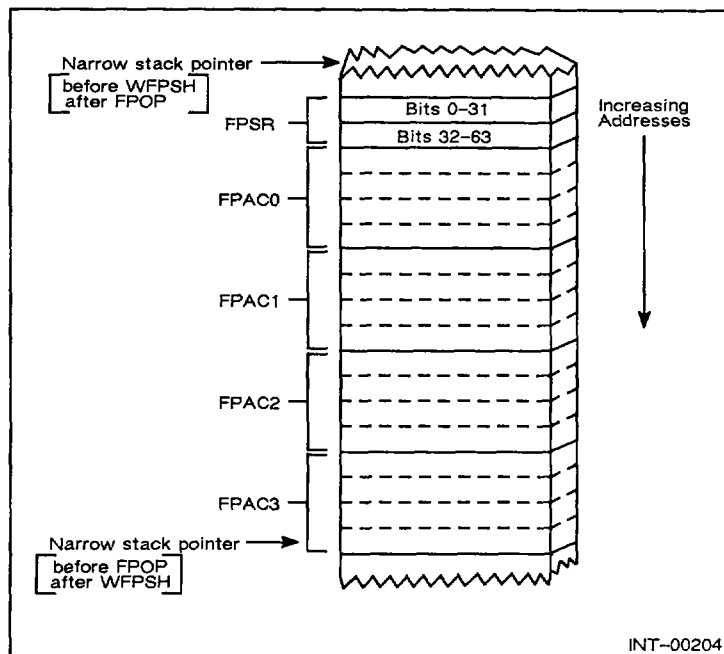 Narrow stack pointer
before WFPSH
after FPOP
FPSR
Bits 0-31
Bits 32-63
Increasing
Addresses
FPAC0
FPAC1
FPAC2
FPAC3
Narrow stack pointer
before FPOP
after WFPSH
INT-00204